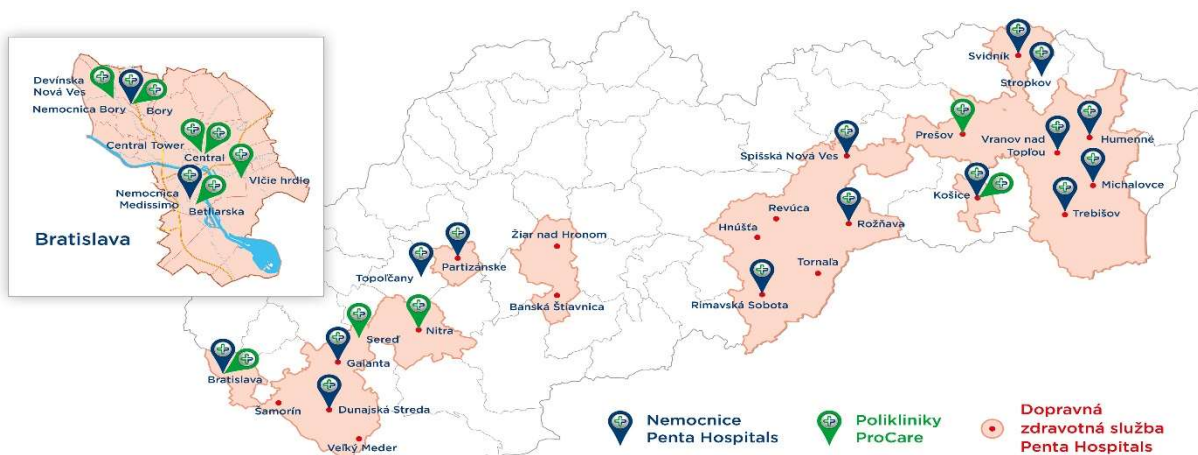 Devínska
Nová Ves
Nemocnica Bory
Bory
Central Tower
Central
Vlčie hrdlo
Nemocnica
Medissimo
Betliarska
Bratislava
Svidník
Stropkov
Prešov
Vranov nad
Topľou
Humenné
Spišská Nová Ves
Michalovce
Košice
Trebišov
Revúca
Rožňava
Hnúšťa
Tornaľa
Rimavská Sobota
Žiar nad Hronom
Partizánske
Topoľčany
Banská Štiavnica
Nitra
Sereď
Galanta
Bratislava
Šamorín
Dunajská Streda
Veľký Meder
Nemocnice
Penta Hospitals
Polikliniky
ProCare
Dopravná
zdravotná služba
Penta Hospitals